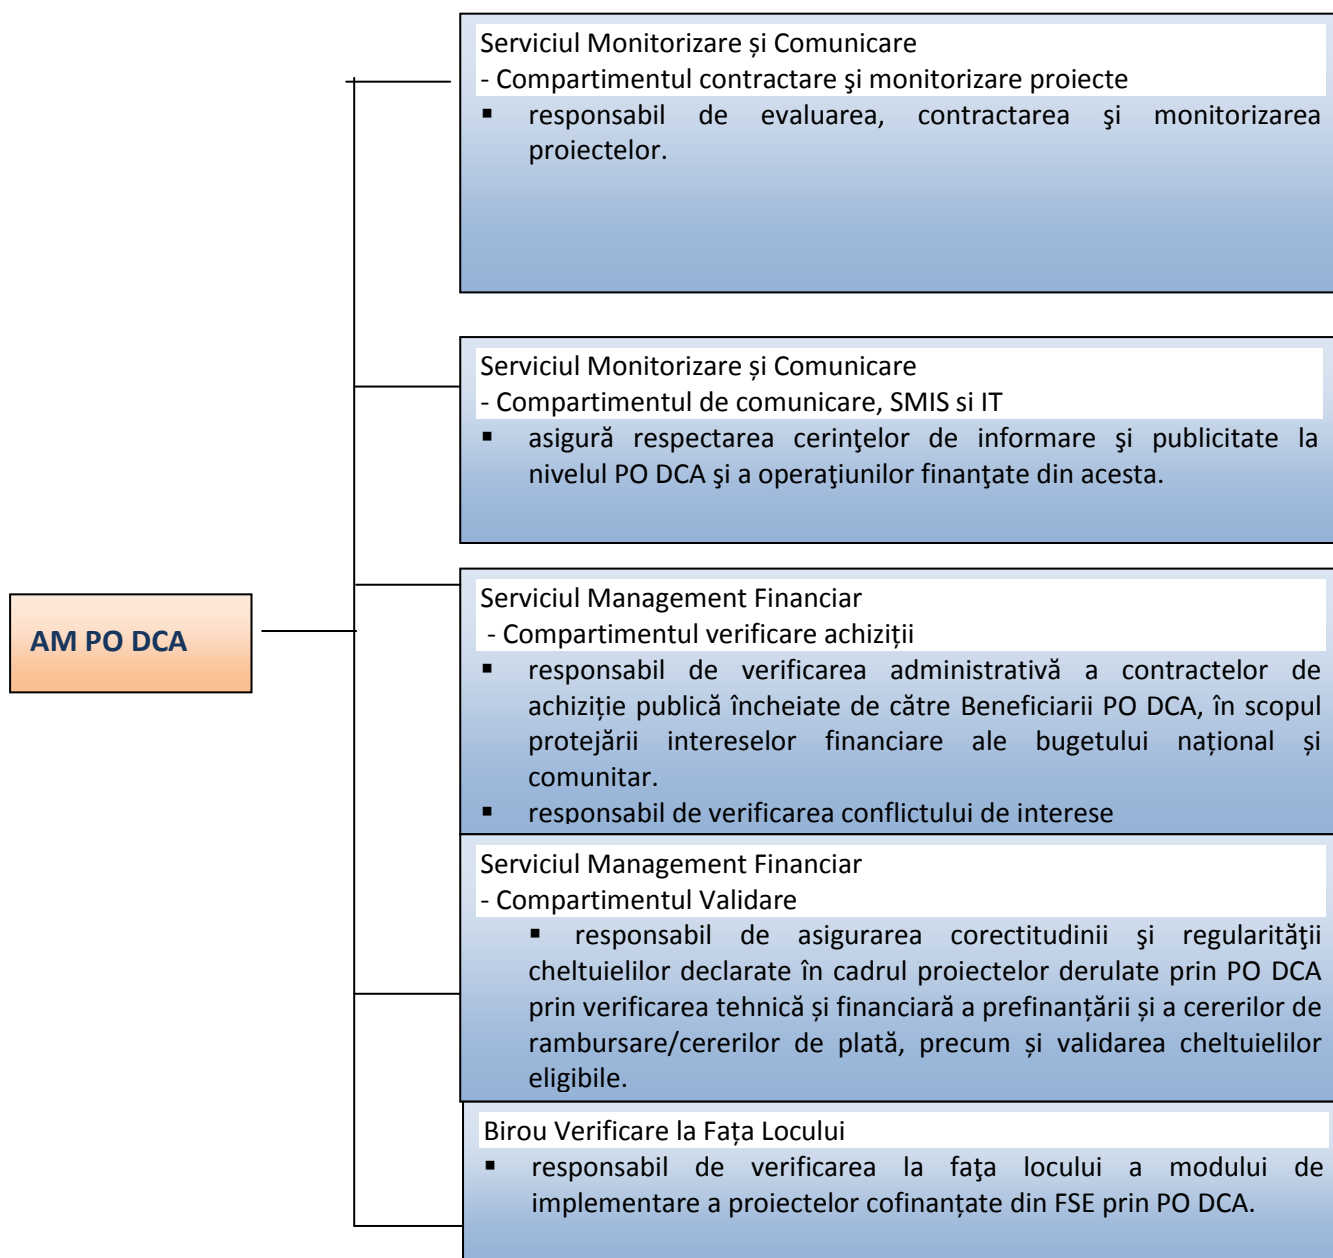 Serviciul Monitorizare și Comunicare
- Compartimentul contractare şi monitorizare proiecte
▪ responsabil de evaluarea, contractarea şi monitorizarea
proiectelor.
Serviciul Monitorizare și Comunicare
- Compartimentul de comunicare, SMIS si IT
▪ asigură respectarea cerinţelor de informare şi publicitate la
nivelul PO DCA şi a operaţiunilor finanţate din acesta.
AM PO DCA
Serviciul Management Financiar
- Compartimentul verificare achiziții
▪ responsabil de verificarea administrativă a contractelor de
achiziție publică încheiate de către Beneficiarii PO DCA, în scopul
protejării intereselor financiare ale bugetului național și
comunitar.
▪ responsabil de verificarea conflictului de interese
Serviciul Management Financiar
- Compartimentul Validare
▪ responsabil de asigurarea corectitudinii şi regularităţii
cheltuielilor declarate în cadrul proiectelor derulate prin PO DCA
prin verificarea tehnică și financiară a prefinanțării și a cererilor de
rambursare/cererilor de plată, precum și validarea cheltuielilor
eligibile.
Birou Verificare la Fața Locului
▪ responsabil de verificarea la faţa locului a modului de
implementare a proiectelor cofinanțate din FSE prin PO DCA.